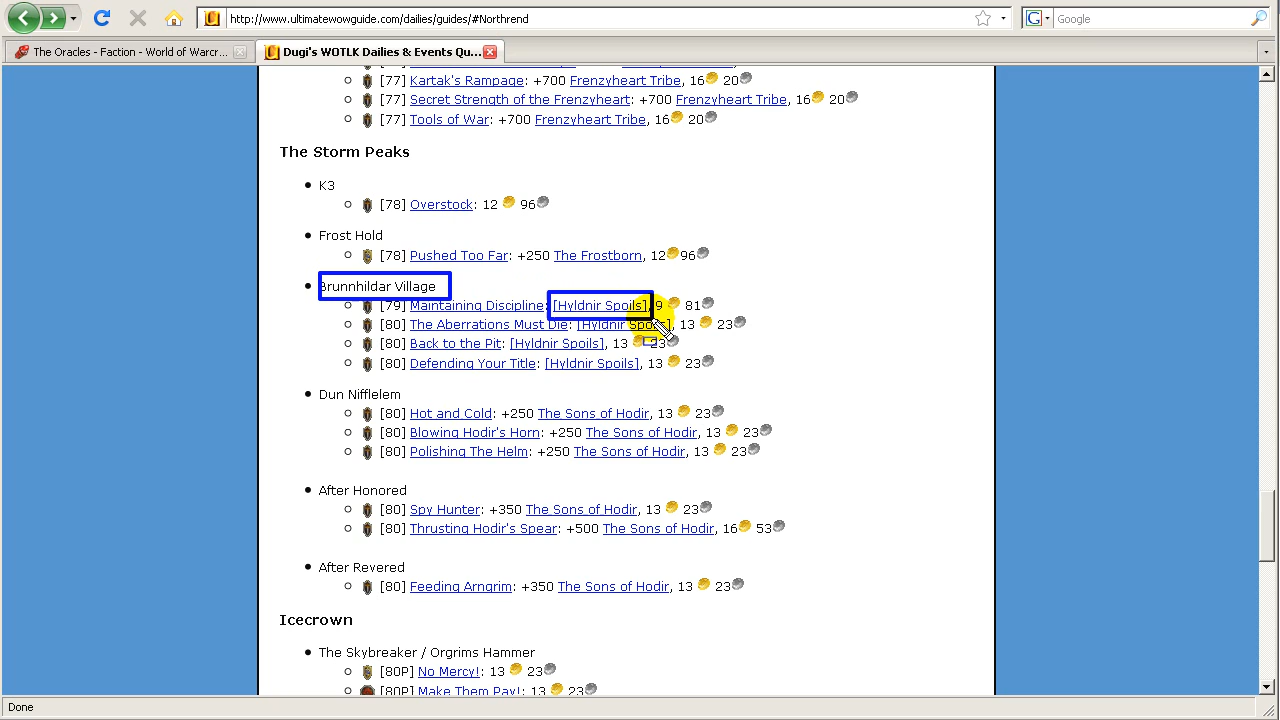 http://www.ultimatewowguide.com/dailies/guides/#Northrend
Google
The Oracles - Faction - World of Warcr...
Dugi's WOTLK Dailies & Events Qu...
[77] Kartak's Rampage: +700 Frenzyheart Tribe, 16 20
[77] Secret Strength of the Frenzyheart: +700 Frenzyheart Tribe, 16 20
[77] Tools of War: +700 Frenzyheart Tribe, 16 20
The Storm Peaks
K3
[78] Overstock: 12 96
Frost Hold
[78] Pushed Too Far: +250 The Frostborn, 12 96
Brunnhildar Village
[79] Maintaining Discipline: [Hyldnir Spoils], 9 81
[80] The Aberrations Must Die: [Hyldnir Spoils], 13 23
[80] Back to the Pit: [Hyldnir Spoils], 13 23
[80] Defending Your Title: [Hyldnir Spoils], 13 23
Dun Nifflelem
[80] Hot and Cold: +250 The Sons of Hodir, 13 23
[80] Blowing Hodir's Horn: +250 The Sons of Hodir, 13 23
[80] Polishing The Helm: +250 The Sons of Hodir, 13 23
After Honored
[80] Spy Hunter: +350 The Sons of Hodir, 13 23
[80] Thrusting Hodir's Spear: +500 The Sons of Hodir, 16 53
After Revered
[80] Feeding Arngrim: +350 The Sons of Hodir, 13 23
Icecrown
The Skybreaker / Orgrims Hammer
[80P] No Mercy!: 13 23
[80P] Make Them Pay!: 13 23
Done